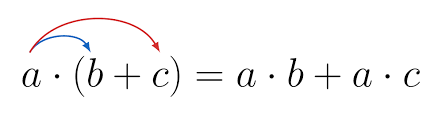 a · (b + c) = a · b + a · c